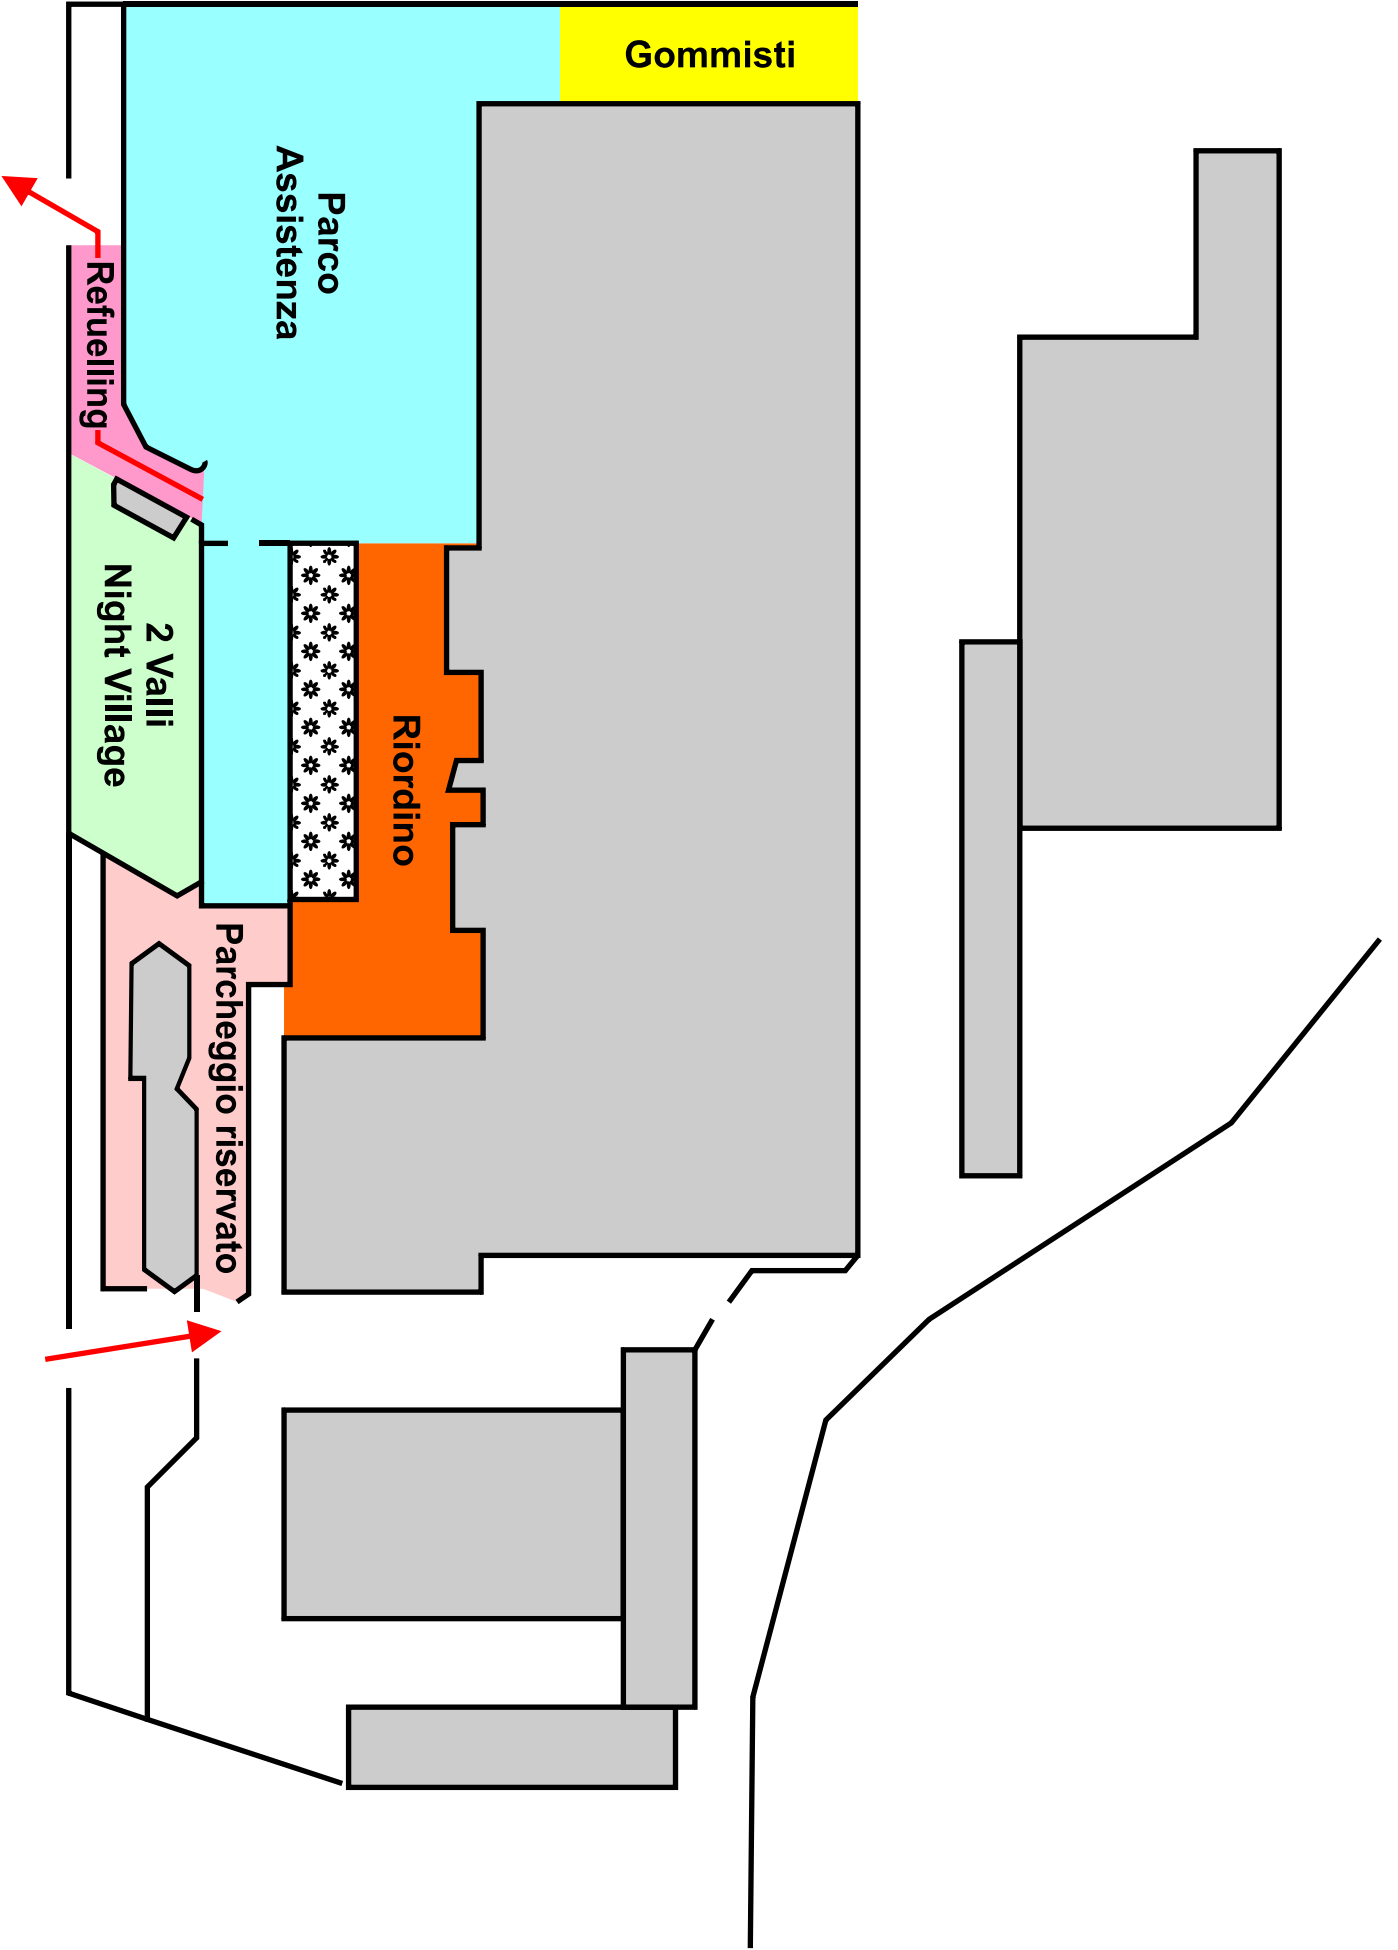 Gommisti
Parco
Assistenza
Refuelling
2 Valli
Night Village
Riordino
Parcheggio riservato